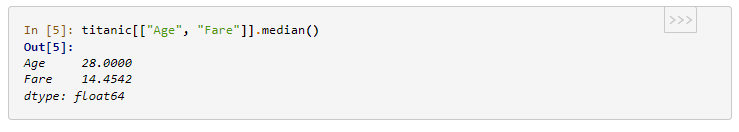 >>>
In [5]: titanic[["Age", "Fare"]].median()
Out[5]:
Age     28.0000
Fare    14.4542
dtype: float64